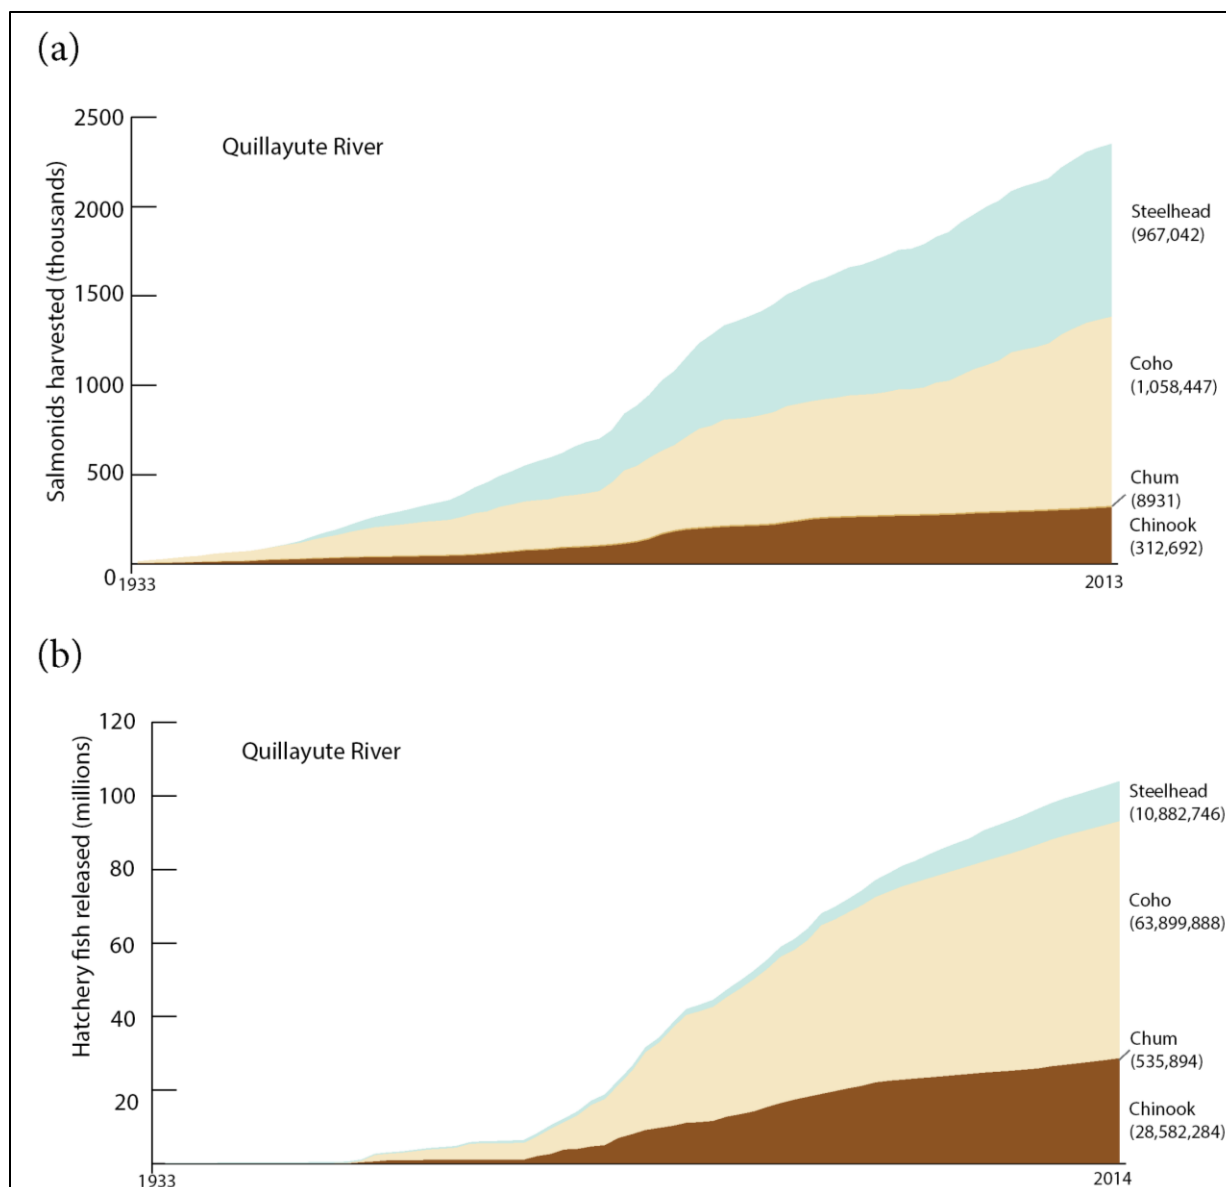 (a)
Quillayute River
Salmonids harvested (thousands)
2500
2000
1500
1000
500
0
1933
2013
Steelhead
(967,042)
Coho
(1,058,447)
Chum
(8931)
Chinook
(312,692)
(b)
Quillayute River
Hatchery fish released (millions)
120
100
80
60
40
20
1933
2014
Steelhead
(10,882,746)
Coho
(63,899,888)
Chum
(535,894)
Chinook
(28,582,284)